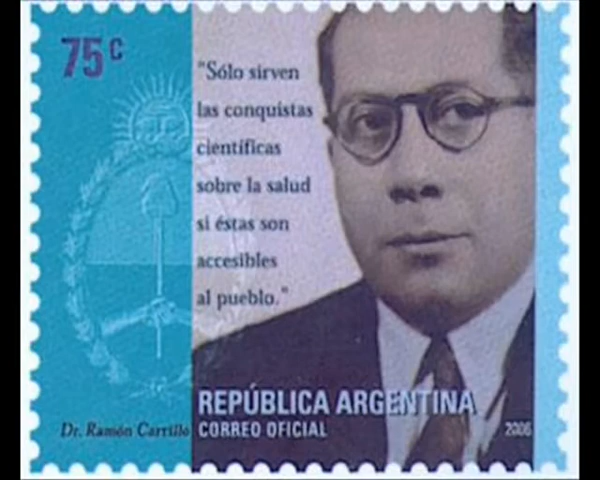 75c
"Sólo sirven
las conquistas
científicas
sobre la salud
si éstas son
accesibles
al pueblo."
REPÚBLICA ARGENTINA
Dr. Ramón Carrillo CORREO OFICIAL 2006